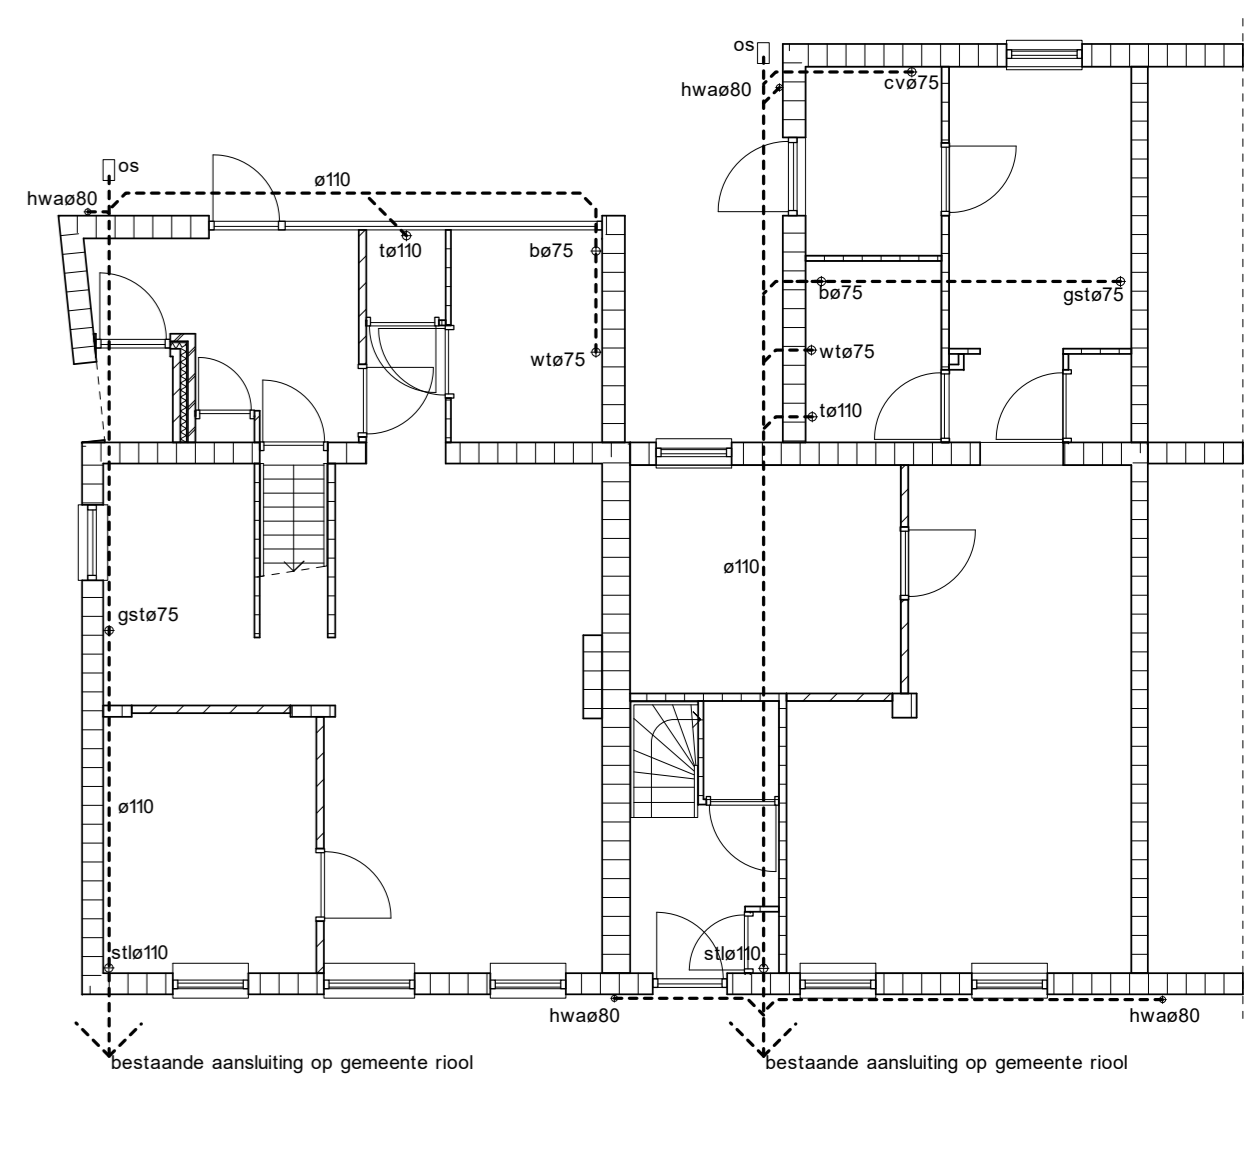 os
hwaø80
cvø75
os
hwaø80
ø110
tø110
bø75
wtø75
bø75
gstø75
wtø75
tø110
ø110
gstø75
ø110
stlø110
stlø110
hwaø80
hwaø80
bestaande aansluiting op gemeente riool
bestaande aansluiting op gemeente riool